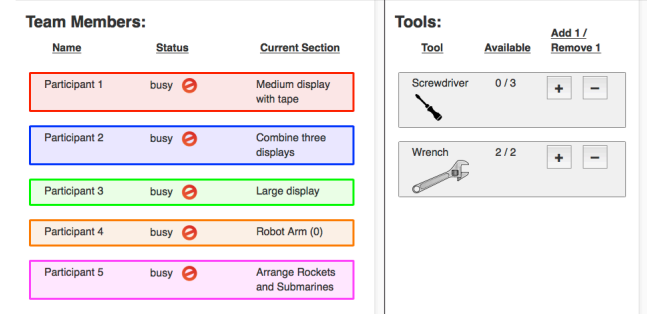 Team Members:
Name Status Current Section
Participant 1 busy Medium display
with tape
Participant 2 busy Combine three
displays
Participant 3 busy Large display
Participant 4 busy Robot Arm (0)
Participant 5 busy Arrange Rockets
and Submarines
Tools:
Add 1 /
Tool Available Remove 1
Screwdriver 0 / 3 + −
Wrench 2 / 2 + −